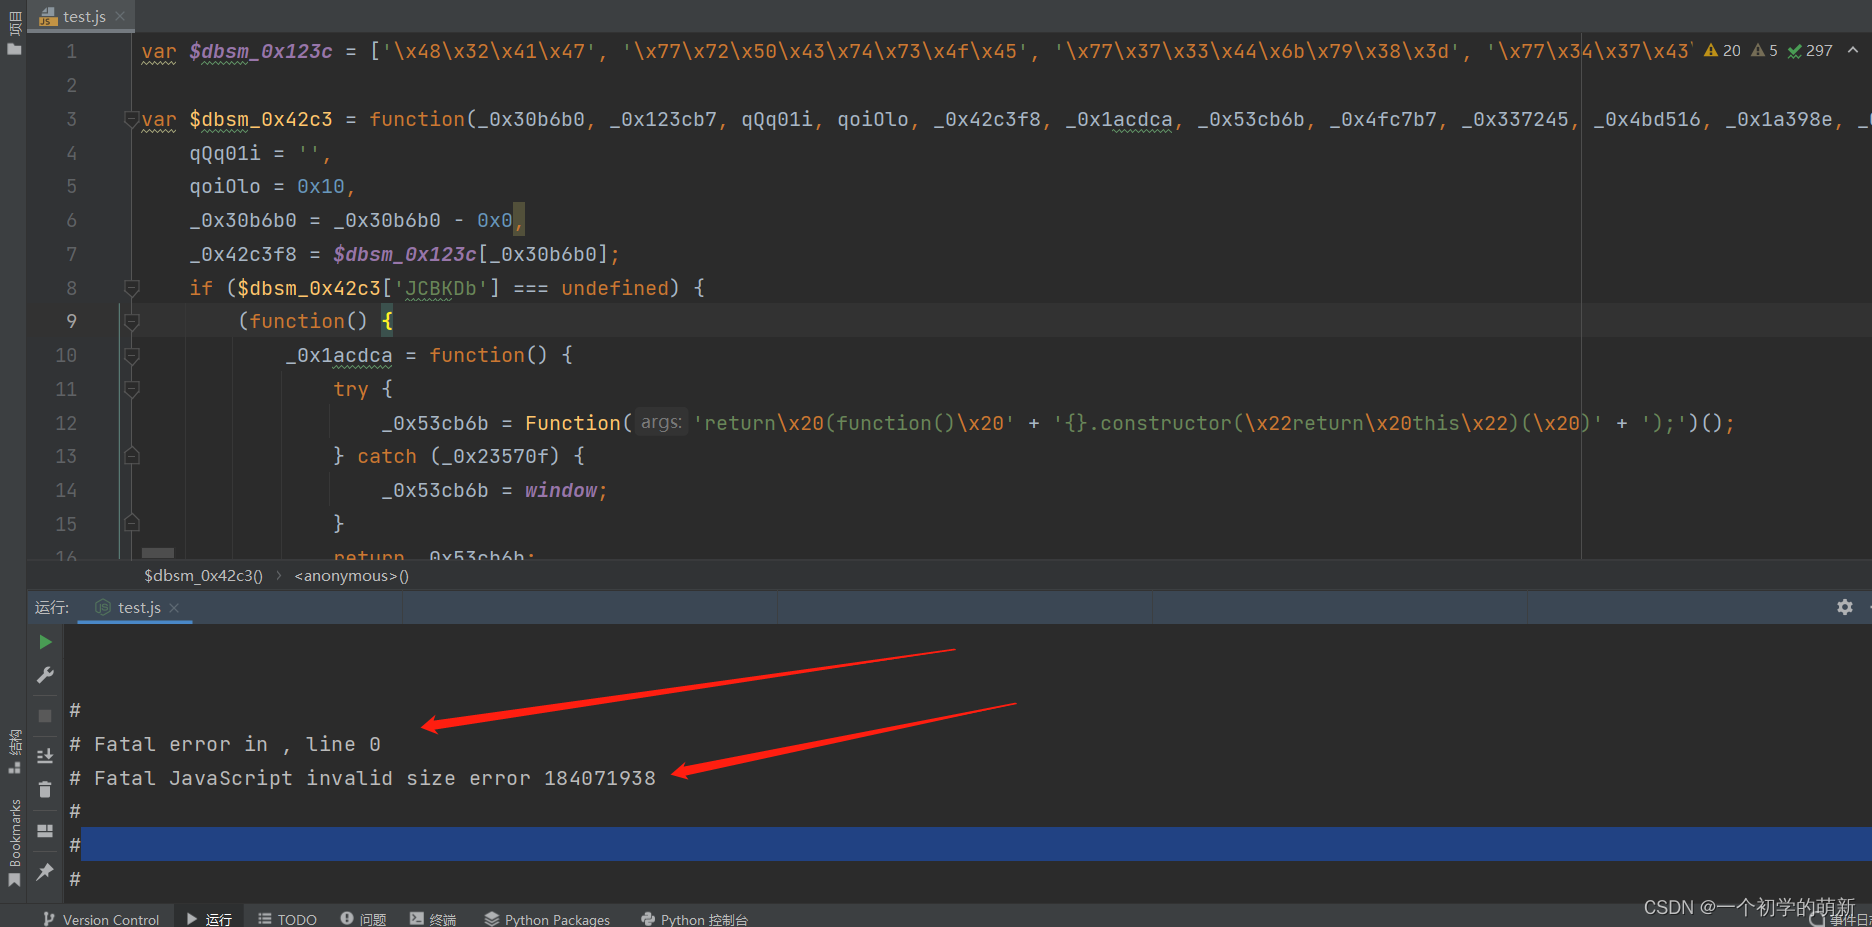 项目
test.js
1 var $dbsm_0x123c = ['\x48\x32\x41\x47', '\x77\x72\x50\x43\x74\x73\x4f\x45', '\x77\x37\x33\x44\x6b\x79\x38\x3d', '\x77\x34\x37\x43 20 5 297
2
3 var $dbsm_0x42c3 = function(_0x30b6b0, _0x123cb7, qQq01i, qoiOlo, _0x42c3f8, _0x1acdca, _0x53cb6b, _0x4fc7b7, _0x337245, _0x4bd516, _0x1a398e, _
4 qQq01i = '',
5 qoiOlo = 0x10,
6 _0x30b6b0 = _0x30b6b0 - 0x0,
7 _0x42c3f8 = $dbsm_0x123c[_0x30b6b0];
8 if ($dbsm_0x42c3['JCBKDb'] === undefined) {
9 (function() {
10 _0x1acdca = function() {
11 try {
12 _0x53cb6b = Function( args: 'return\x20(function()\x20' + '{}.constructor(\x22return\x20this\x22)(\x20)' + ');')();
13 } catch (_0x23570f) {
14 _0x53cb6b = window;
15 }
16 return _0x53cb6b;
$dbsm_0x42c3() › <anonymous>()
运行: test.js
#
# Fatal error in , line 0
# Fatal JavaScript invalid size error 184071938
#
#
#
结构
Bookmarks
Version Control 运行 TODO 问题 终端 Python Packages Python 控制台
CSDN @一个初学的萌新